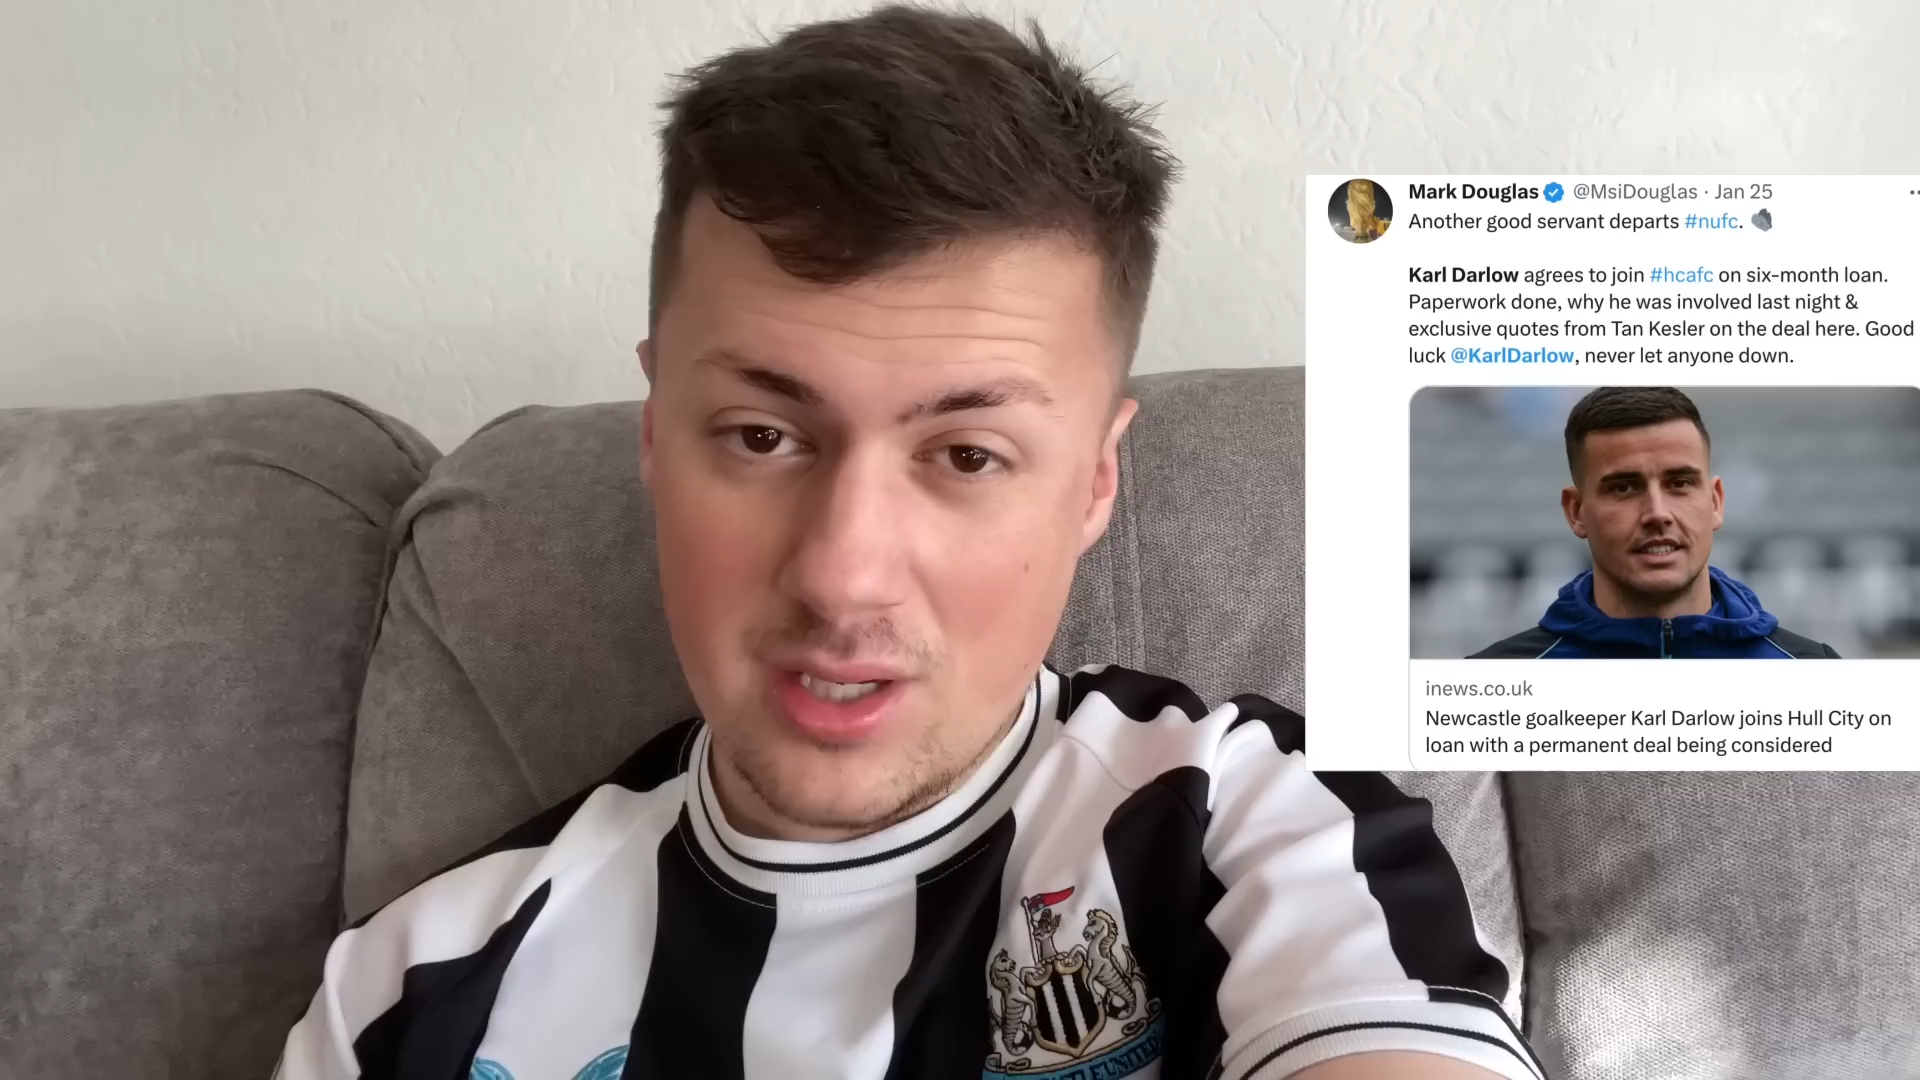 Mark Douglas @MsiDouglas · Jan 25
Another good servant departs #nufc.
Karl Darlow agrees to join #hcafc on six-month loan.
Paperwork done, why he was involved last night &
exclusive quotes from Tan Kesler on the deal here. Good
luck @KarlDarlow, never let anyone down.
inews.co.uk
Newcastle goalkeeper Karl Darlow joins Hull City on
loan with a permanent deal being considered
UNITED